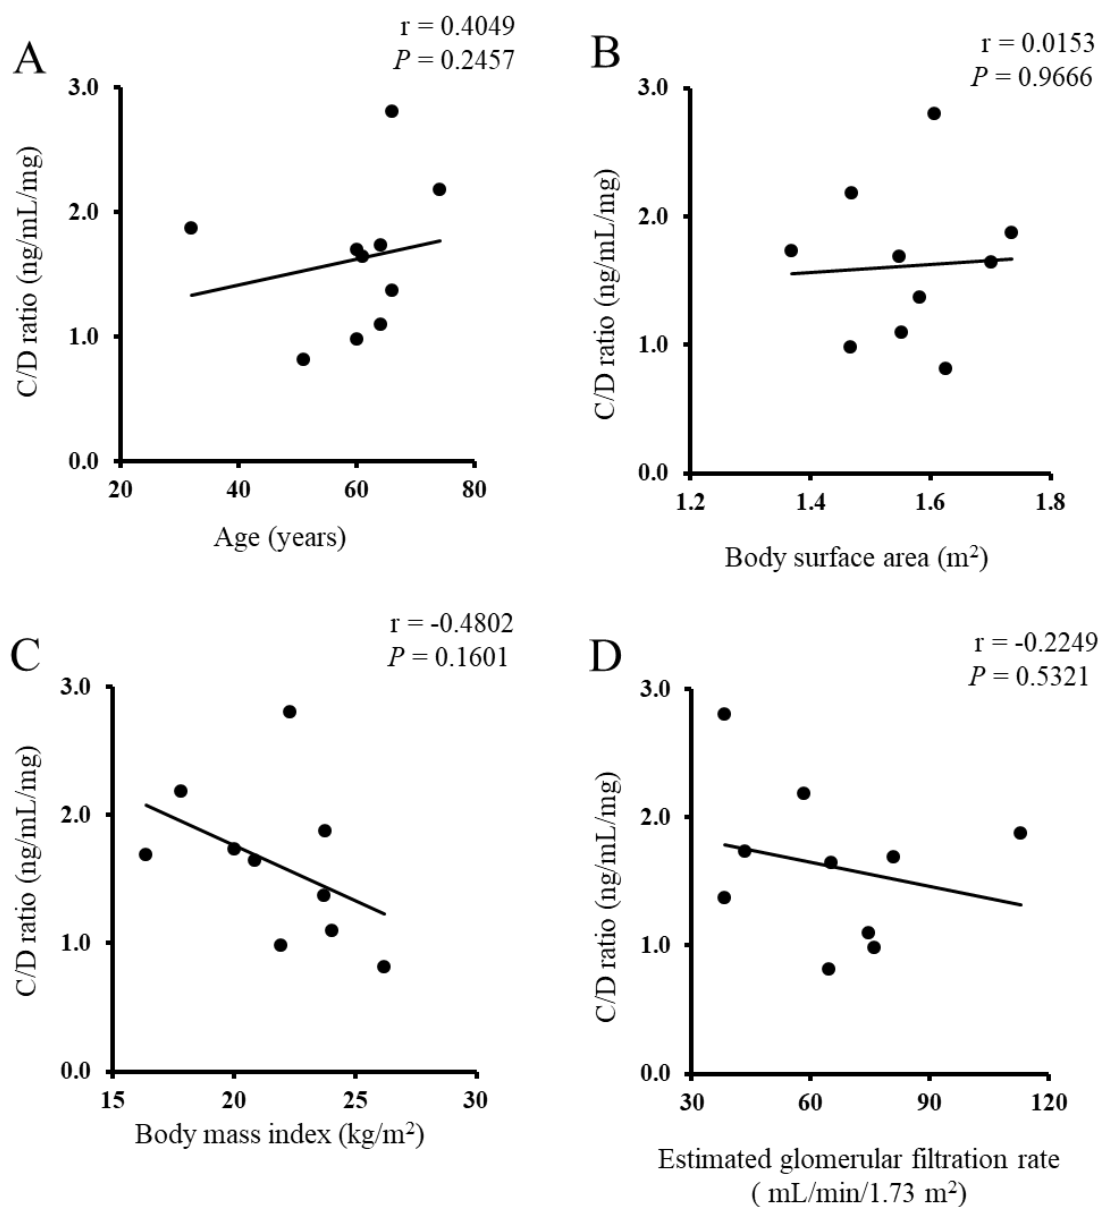 A
r = 0.4049
P = 0.2457
3.0
2.0
1.0
0.0
C/D ratio (ng/mL/mg)
20 40 60 80
Age (years)
B
r = 0.0153
P = 0.9666
3.0
2.0
1.0
0.0
C/D ratio (ng/mL/mg)
1.2 1.4 1.6 1.8
Body surface area (m²)
C
r = -0.4802
P = 0.1601
3.0
2.0
1.0
0.0
C/D ratio (ng/mL/mg)
15 20 25 30
Body mass index (kg/m²)
D
r = -0.2249
P = 0.5321
3.0
2.0
1.0
0.0
C/D ratio (ng/mL/mg)
30 60 90 120
Estimated glomerular filtration rate
( mL/min/1.73 m²)